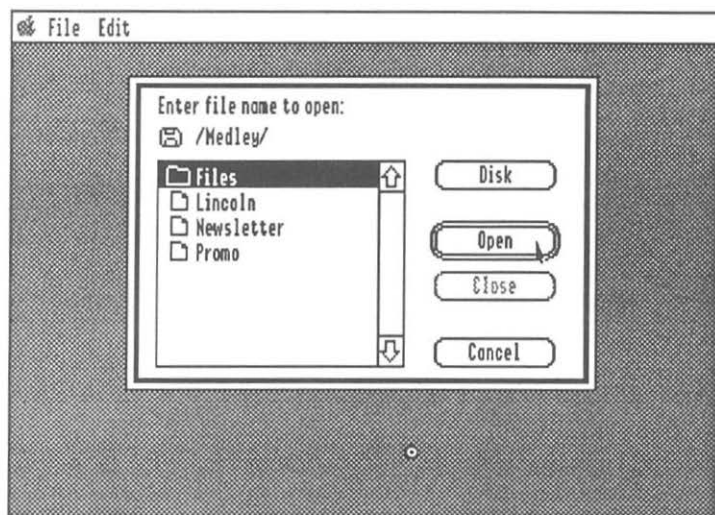 File Edit
Enter file name to open:
/Medley/
Files
Lincoln
Newsletter
Promo
Disk
Open
Close
Cancel